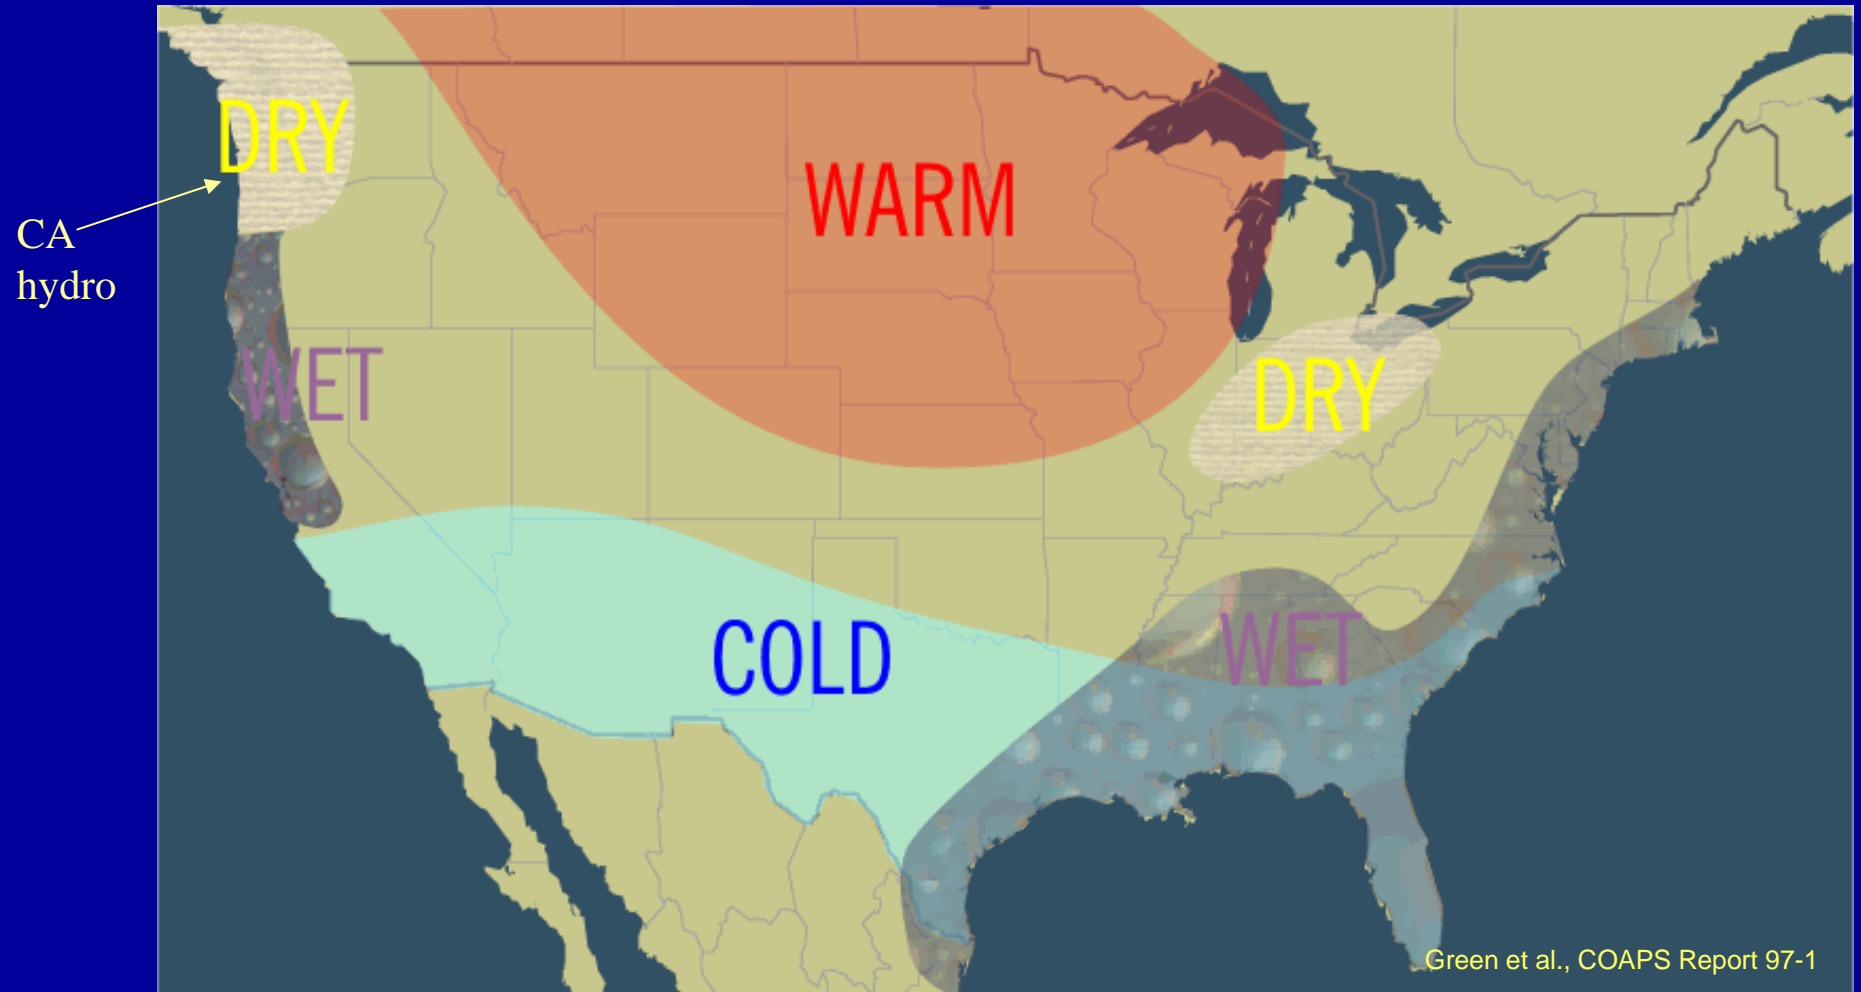 DRY
WARM
CA
hydro
WET
DRY
COLD
WET
Green et al., COAPS Report 97-1